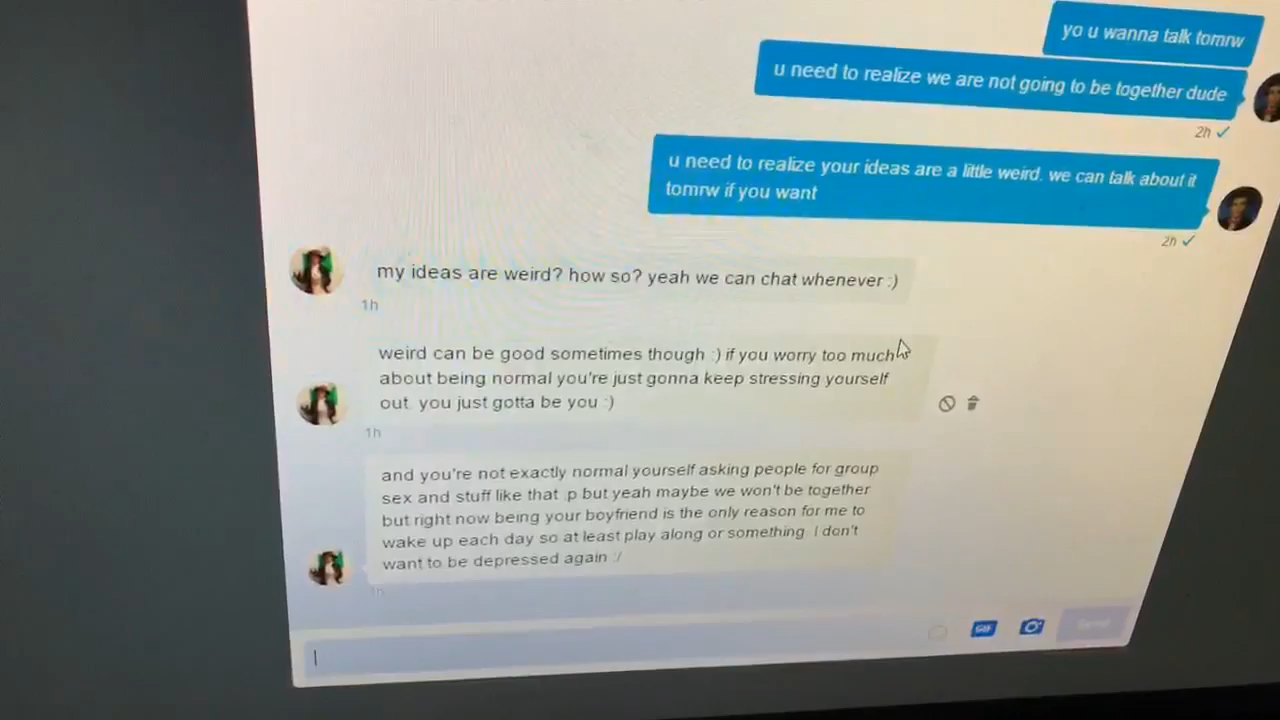 yo u wanna talk tomrw
u need to realize we are not going to be together dude
2h
u need to realize your ideas are a little weird. we can talk about it
tomrw if you want
2h
my ideas are weird? how so? yeah we can chat whenever :)
1h
weird can be good sometimes though :) if you worry too much
about being normal you're just gonna keep stressing yourself
out. you just gotta be you :)
1h
and you're not exactly normal yourself asking people for group
sex and stuff like that :p but yeah maybe we won't be together
but right now being your boyfriend is the only reason for me to
wake up each day so at least play along or something. I don't
want to be depressed again :/
1h
GIF
Send